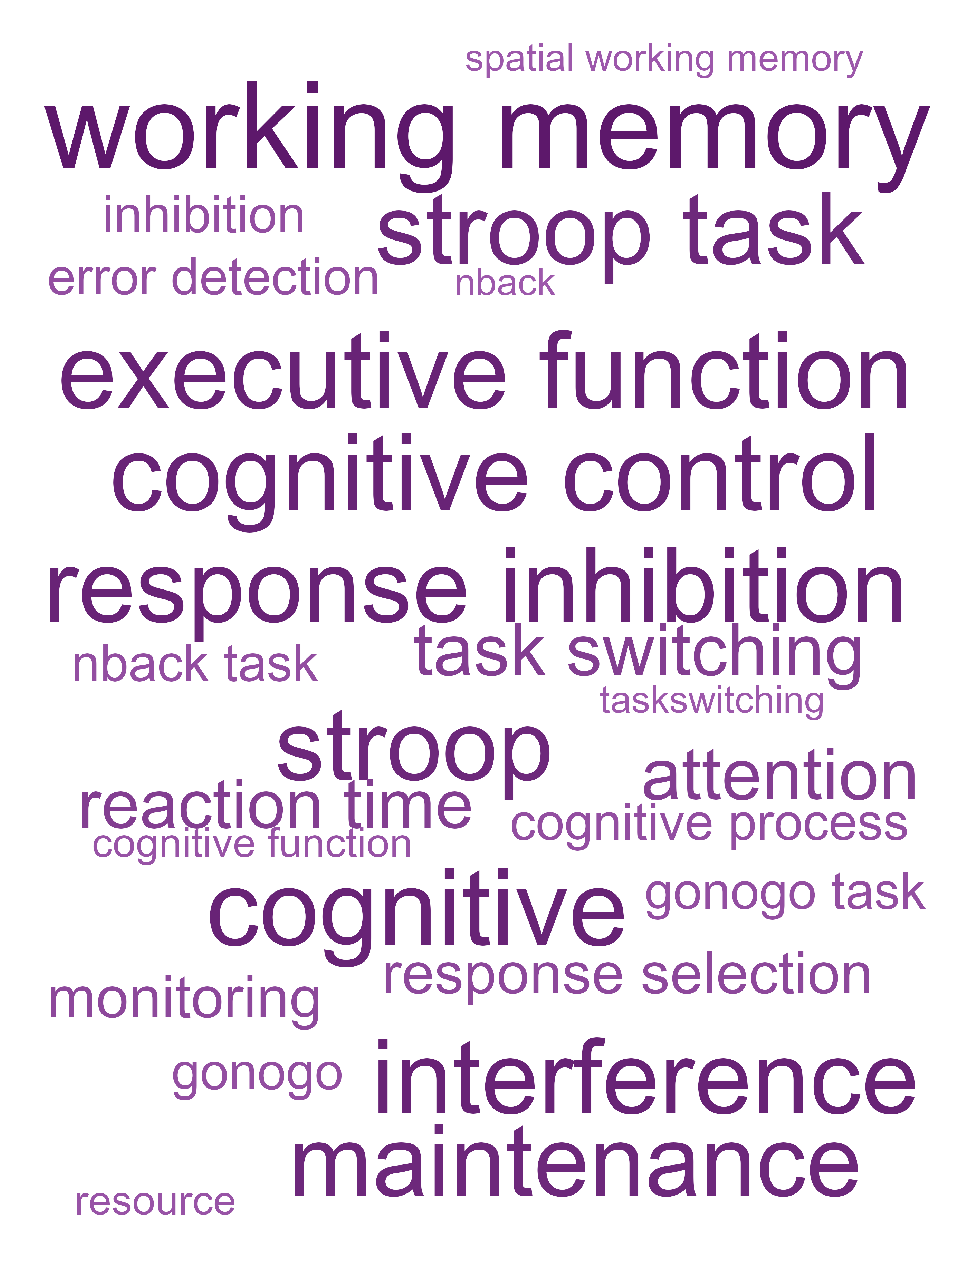 spatial working memory
working memory
inhibition
stroop task
error detection
nback
executive function
cognitive control
response inhibition
task switching
nback task
taskswitching
stroop
attention
reaction time
cognitive process
cognitive function
cognitive
gonogo task
response selection
monitoring
gonogo
interference
maintenance
resource